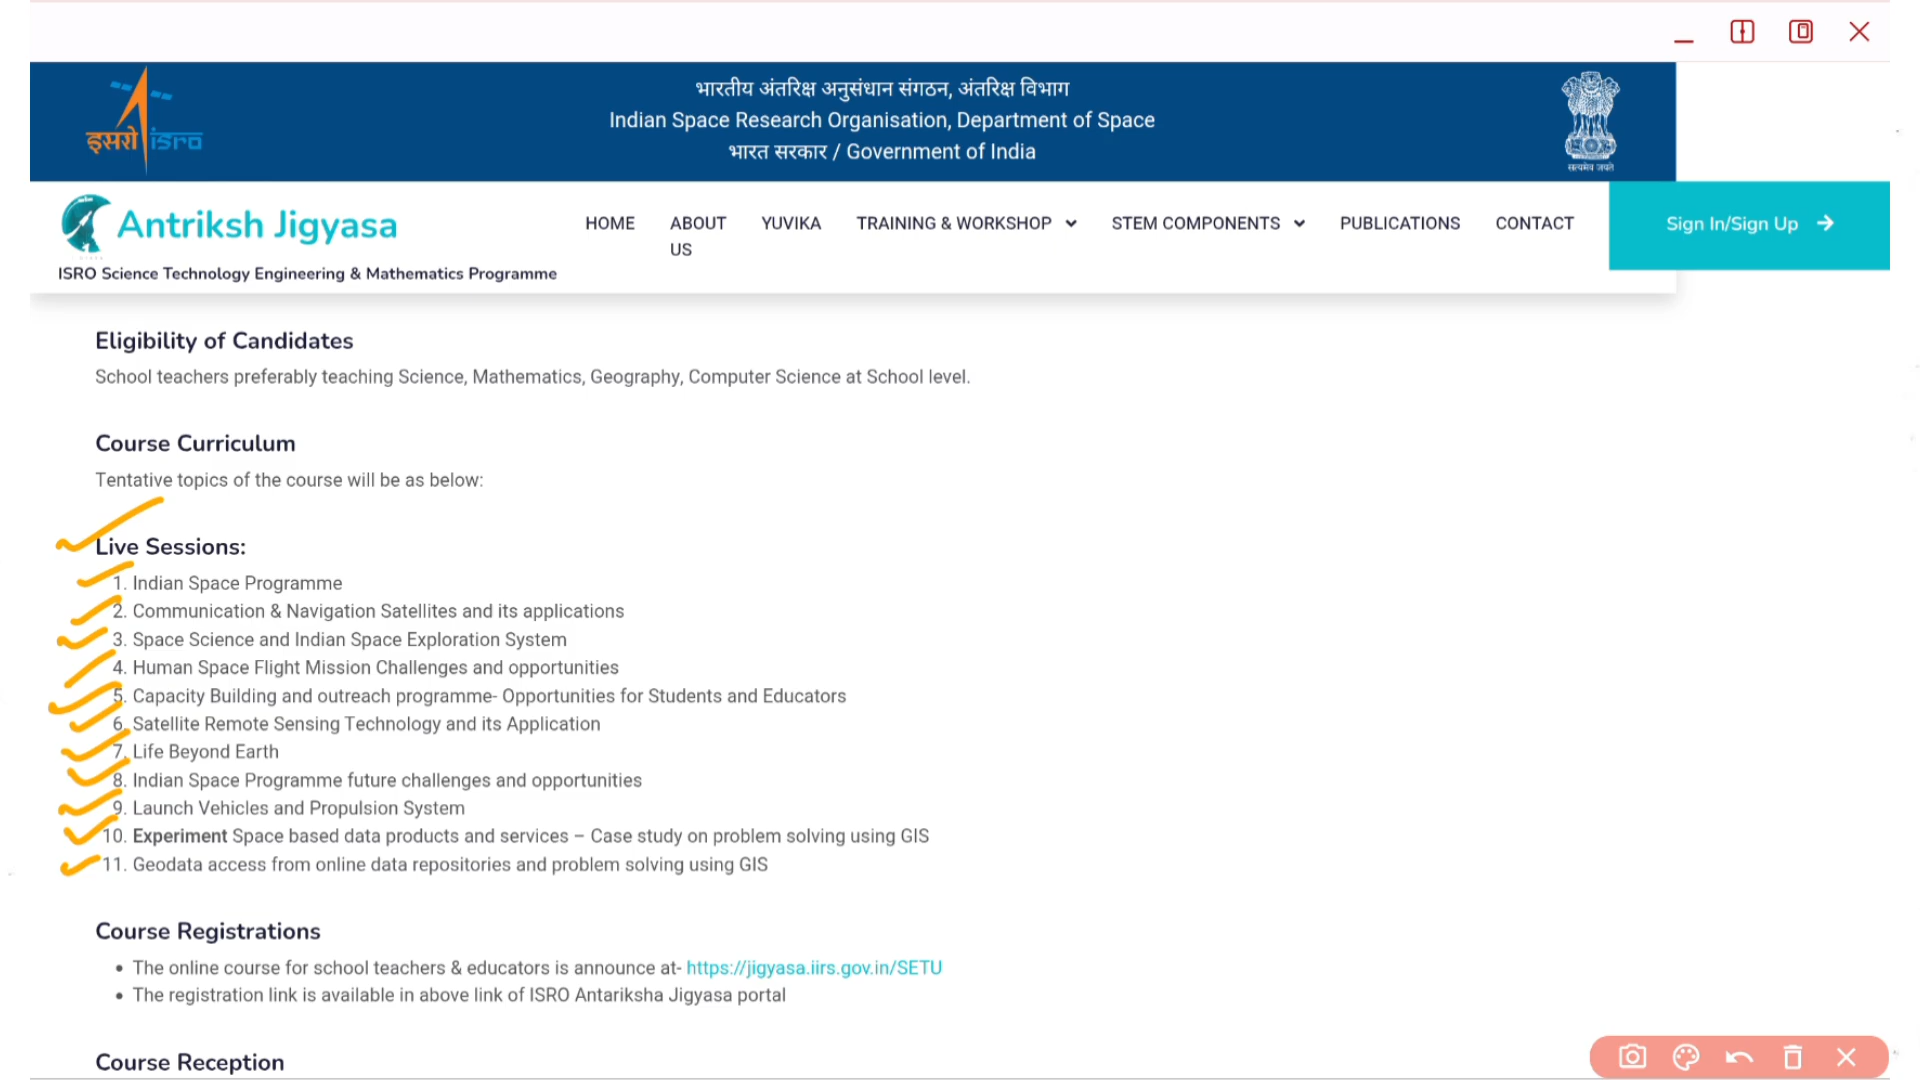 भारतीय अंतरिक्ष अनुसंधान संगठन, अंतरिक्ष विभाग
Indian Space Research Organisation, Department of Space
भारत सरकार / Government of India
इसरो isro
सत्यमेव जयते
Antriksh Jigyasa
ISRO Science Technology Engineering & Mathematics Programme
HOME
ABOUT US
YUVIKA
TRAINING & WORKSHOP
STEM COMPONENTS
PUBLICATIONS
CONTACT
Sign In/Sign Up
Eligibility of Candidates
School teachers preferably teaching Science, Mathematics, Geography, Computer Science at School level.
Course Curriculum
Tentative topics of the course will be as below:
Live Sessions:
1. Indian Space Programme
2. Communication & Navigation Satellites and its applications
3. Space Science and Indian Space Exploration System
4. Human Space Flight Mission Challenges and opportunities
5. Capacity Building and outreach programme- Opportunities for Students and Educators
6. Satellite Remote Sensing Technology and its Application
7. Life Beyond Earth
8. Indian Space Programme future challenges and opportunities
9. Launch Vehicles and Propulsion System
10. Experiment Space based data products and services – Case study on problem solving using GIS
11. Geodata access from online data repositories and problem solving using GIS
Course Registrations
• The online course for school teachers & educators is announce at- https://jigyasa.iirs.gov.in/SETU
• The registration link is available in above link of ISRO Antariksha Jigyasa portal
Course Reception